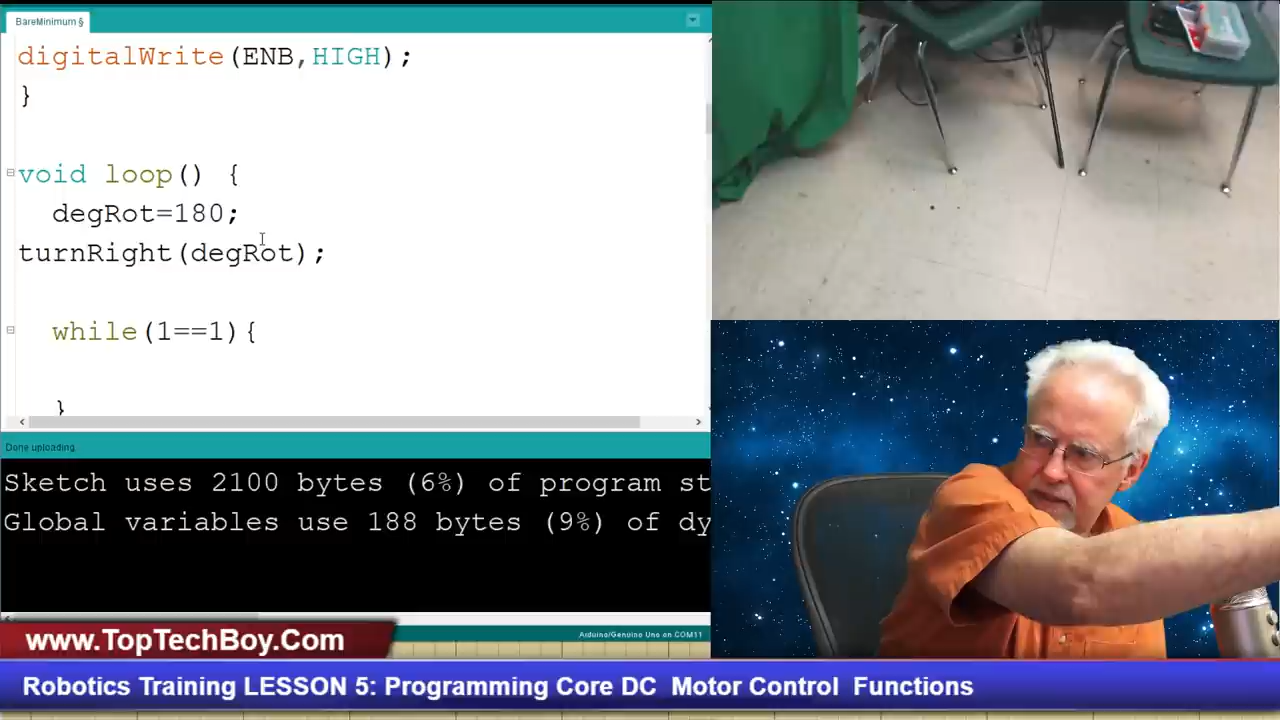 BareMinimum §
digitalWrite(ENB,HIGH);
}
void loop() {
degRot=180;
turnRight(degRot);
while(1==1){
}
Done uploading.
Sketch uses 2100 bytes (6%) of program st
Global variables use 188 bytes (9%) of dy
Arduino/Genuino Uno on COM11
www.TopTechBoy.Com
Robotics Training LESSON 5: Programming Core DC Motor Control Functions